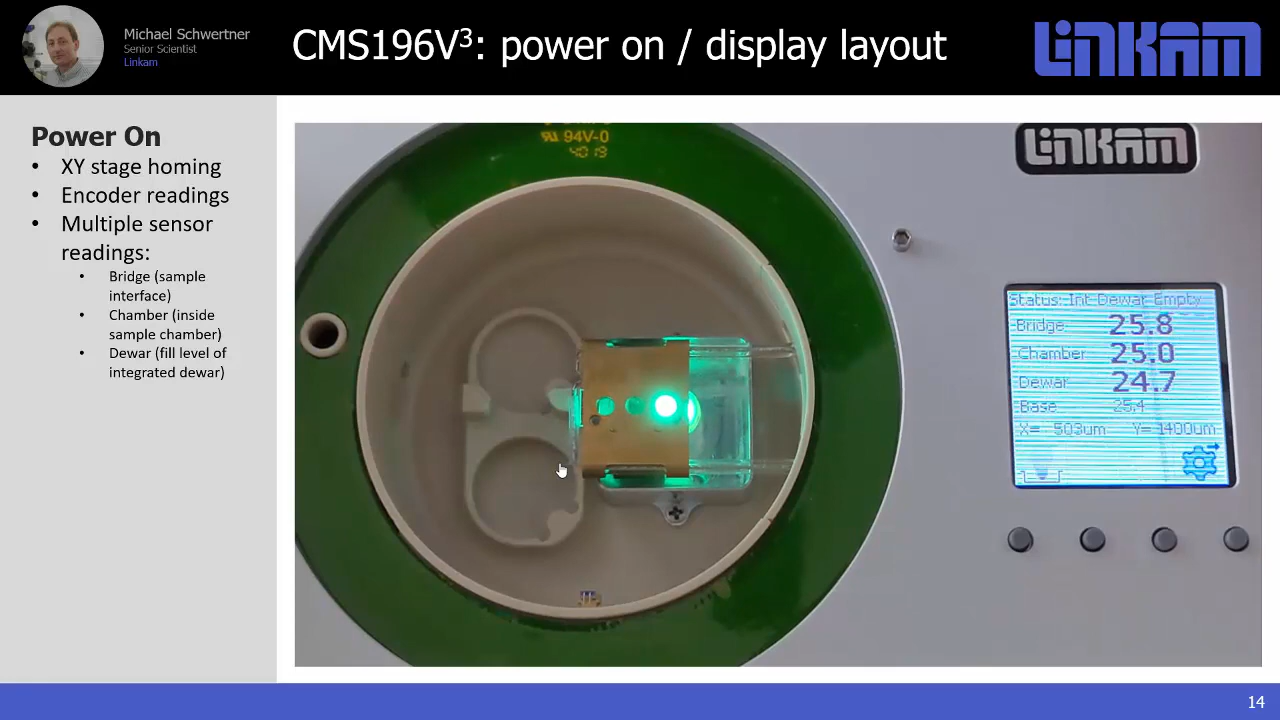 Michael Schwertner
Senior Scientist
Linkam
CMS196V³: power on / display layout
LINKAM
Power On
• XY stage homing
• Encoder readings
• Multiple sensor
readings:
• Bridge (sample
interface)
• Chamber (inside
sample chamber)
• Dewar (fill level of
integrated dewar)
94V-0
4019
LINKAM
Status: Int Dewar Empty
Bridge 25.8
Chamber 25.0
Dewar 24.7
Base 25.4
X= 503um Y= 1400um
14